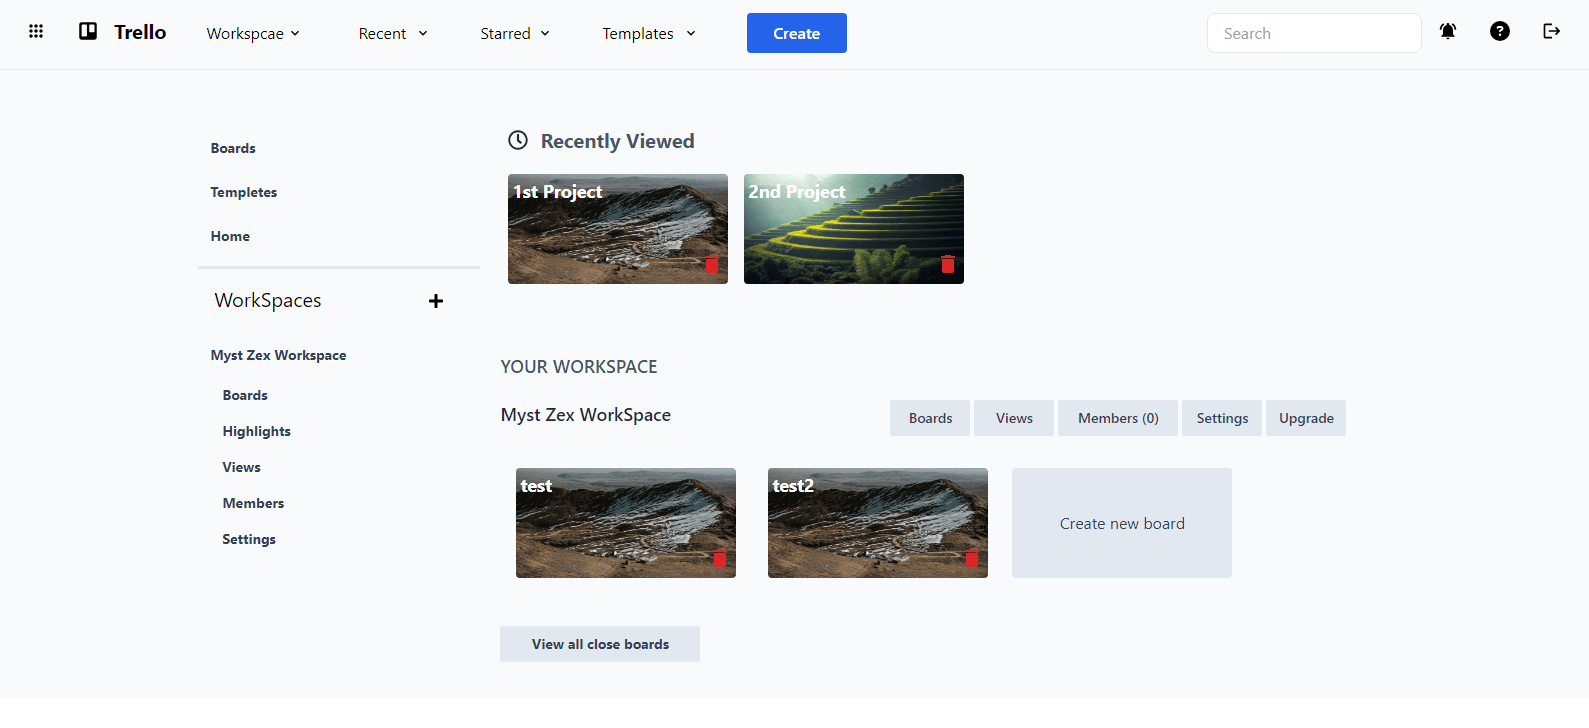 Trello Workspcae Recent Starred Templates Create Search
Boards
Templetes
Home
WorkSpaces
Myst Zex Workspace
Boards
Highlights
Views
Members
Settings
Recently Viewed
1st Project
2nd Project
YOUR WORKSPACE
Myst Zex WorkSpace
Boards Views Members (0) Settings Upgrade
test
test2
Create new board
View all close boards